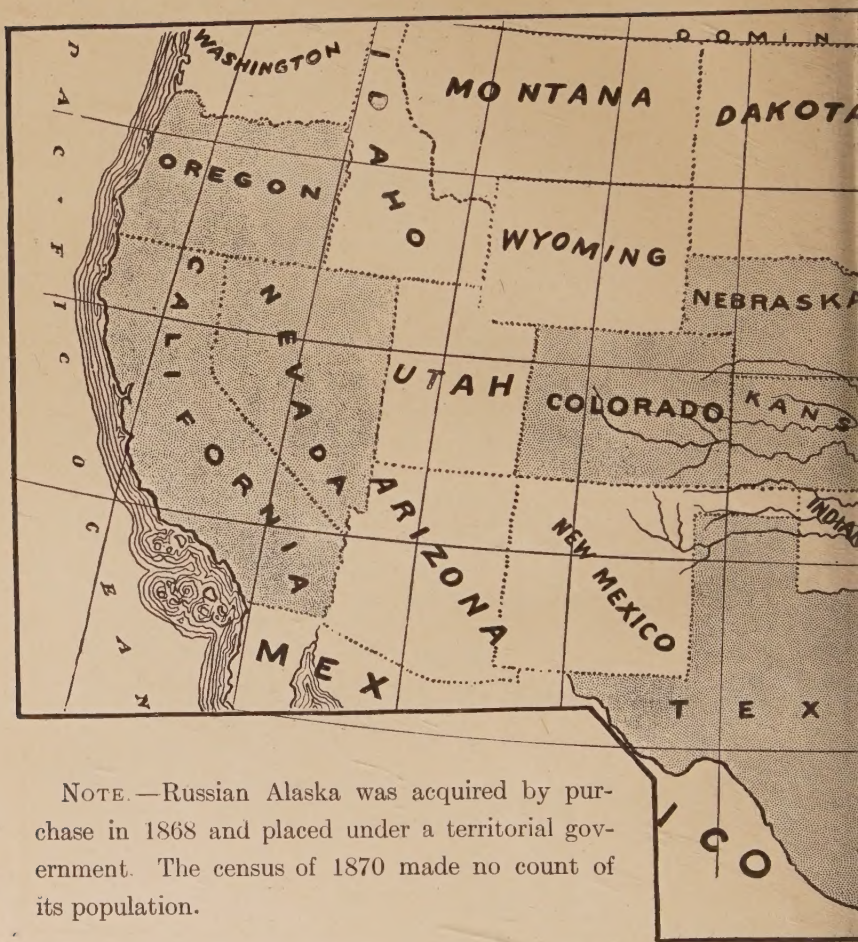 DOMIN
WASHINGTON
IDAHO
MONTANA
DAKOTA
PACIFIC OCEAN
OREGON
WYOMING
CALIFORNIA
NEVADA
NEBRASKA
UTAH
COLORADO
KANS
ARIZONA
NEW MEXICO
INDIA
MEX
TEX
ICO
NOTE.—Russian Alaska was acquired by pur-
chase in 1868 and placed under a territorial gov-
ernment. The census of 1870 made no count of
its population.